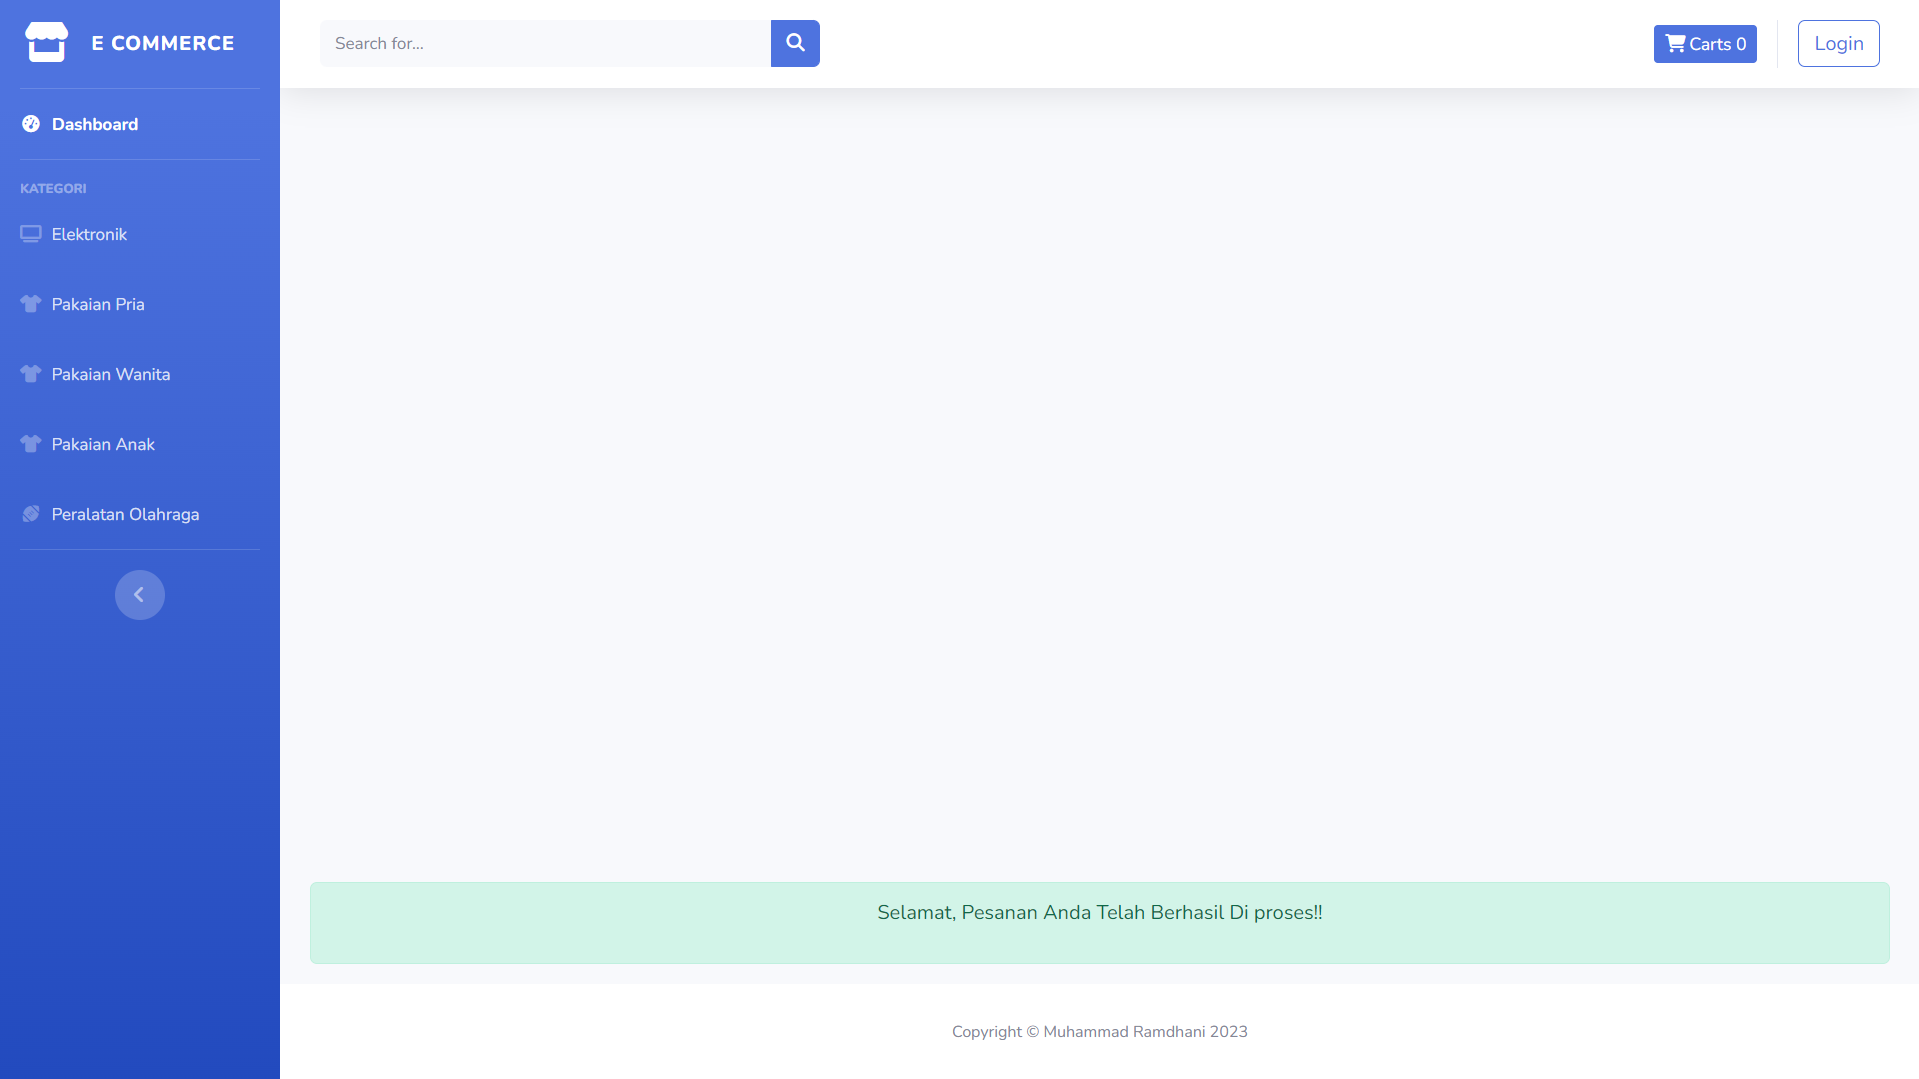 E COMMERCE
Search for...
Carts 0
Login
Dashboard
KATEGORI
Elektronik
Pakaian Pria
Pakaian Wanita
Pakaian Anak
Peralatan Olahraga
Selamat, Pesanan Anda Telah Berhasil Di proses!!
Copyright © Muhammad Ramdhani 2023